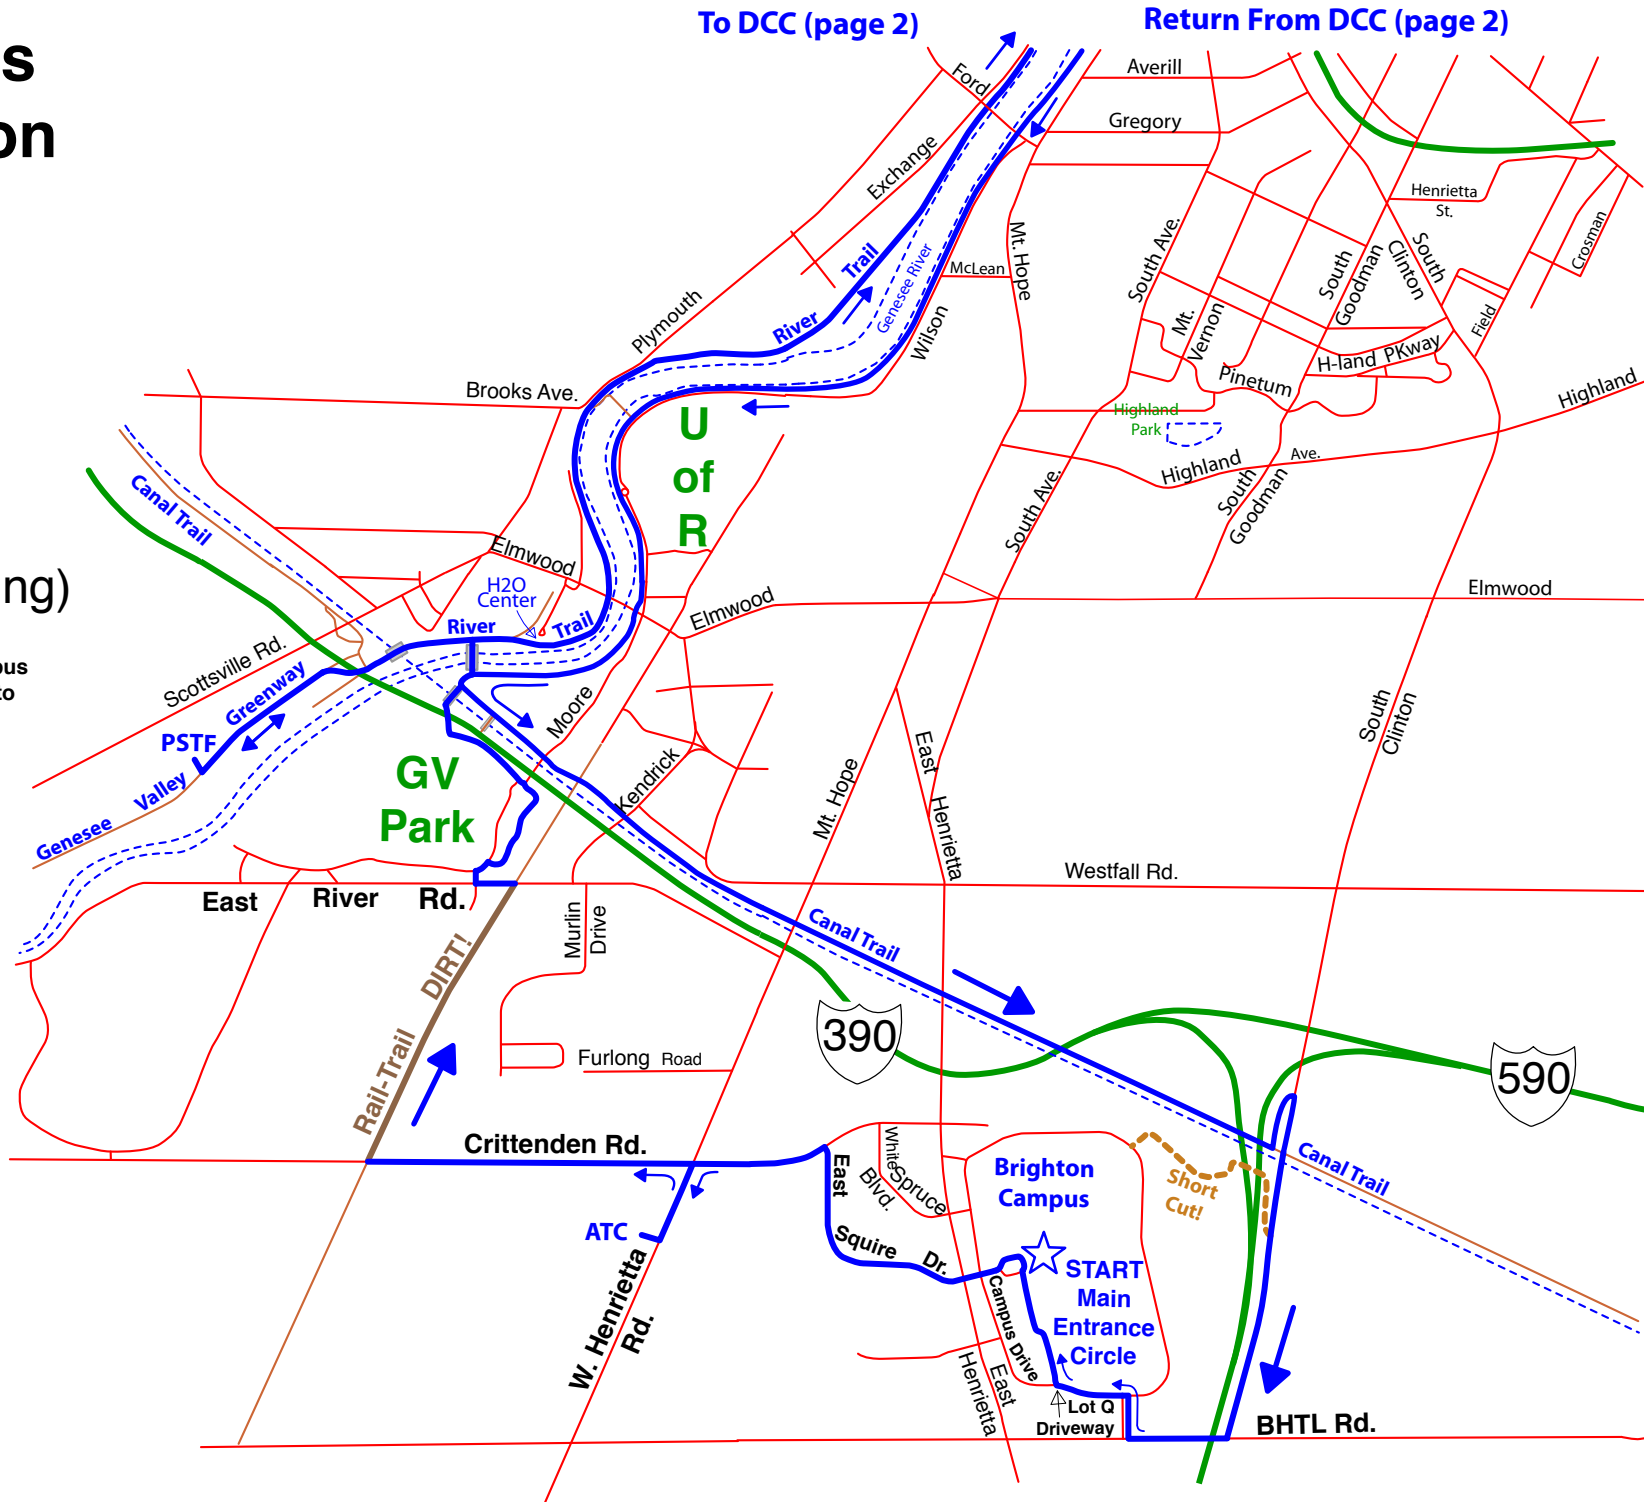 To DCC (page 2)
Return From DCC (page 2)
s
on
Ford
Averill
Gregory
Exchange
Henrietta
St.
Crosman
Trail
Genesee River
McLean
Mt. Hope
South Ave.
South
Goodman
South
Clinton
Plymouth
River
Wilson
Mt.
Vernon
Field
H-land PKway
Pinetum
Highland
Brooks Ave.
U
of
R
Highland
Park
Highland
Ave.
South
Goodman
South Ave.
Canal Trail
Elmwood
ng)
H2O
Center
River
Trail
Elmwood
Elmwood
Scottsville Rd.
ous
to
Greenway
PSTF
Valley
Genesee
Moore
GV
Park
Kendrick
Mt. Hope
East
Henrietta
South
Clinton
Westfall Rd.
East
River
Rd.
Murlin
Drive
Canal Trail
DIRT!
Rail-Trail
390
590
Furlong Road
Crittenden Rd.
East
Squire
Dr.
White
Spruce
Blvd.
Brighton
Campus
Short
Cut!
Canal Trail
ATC
W. Henrietta
Rd.
START
Main
Entrance
Circle
Campus Drive
East
Henrietta
Lot Q
Driveway
BHTL Rd.